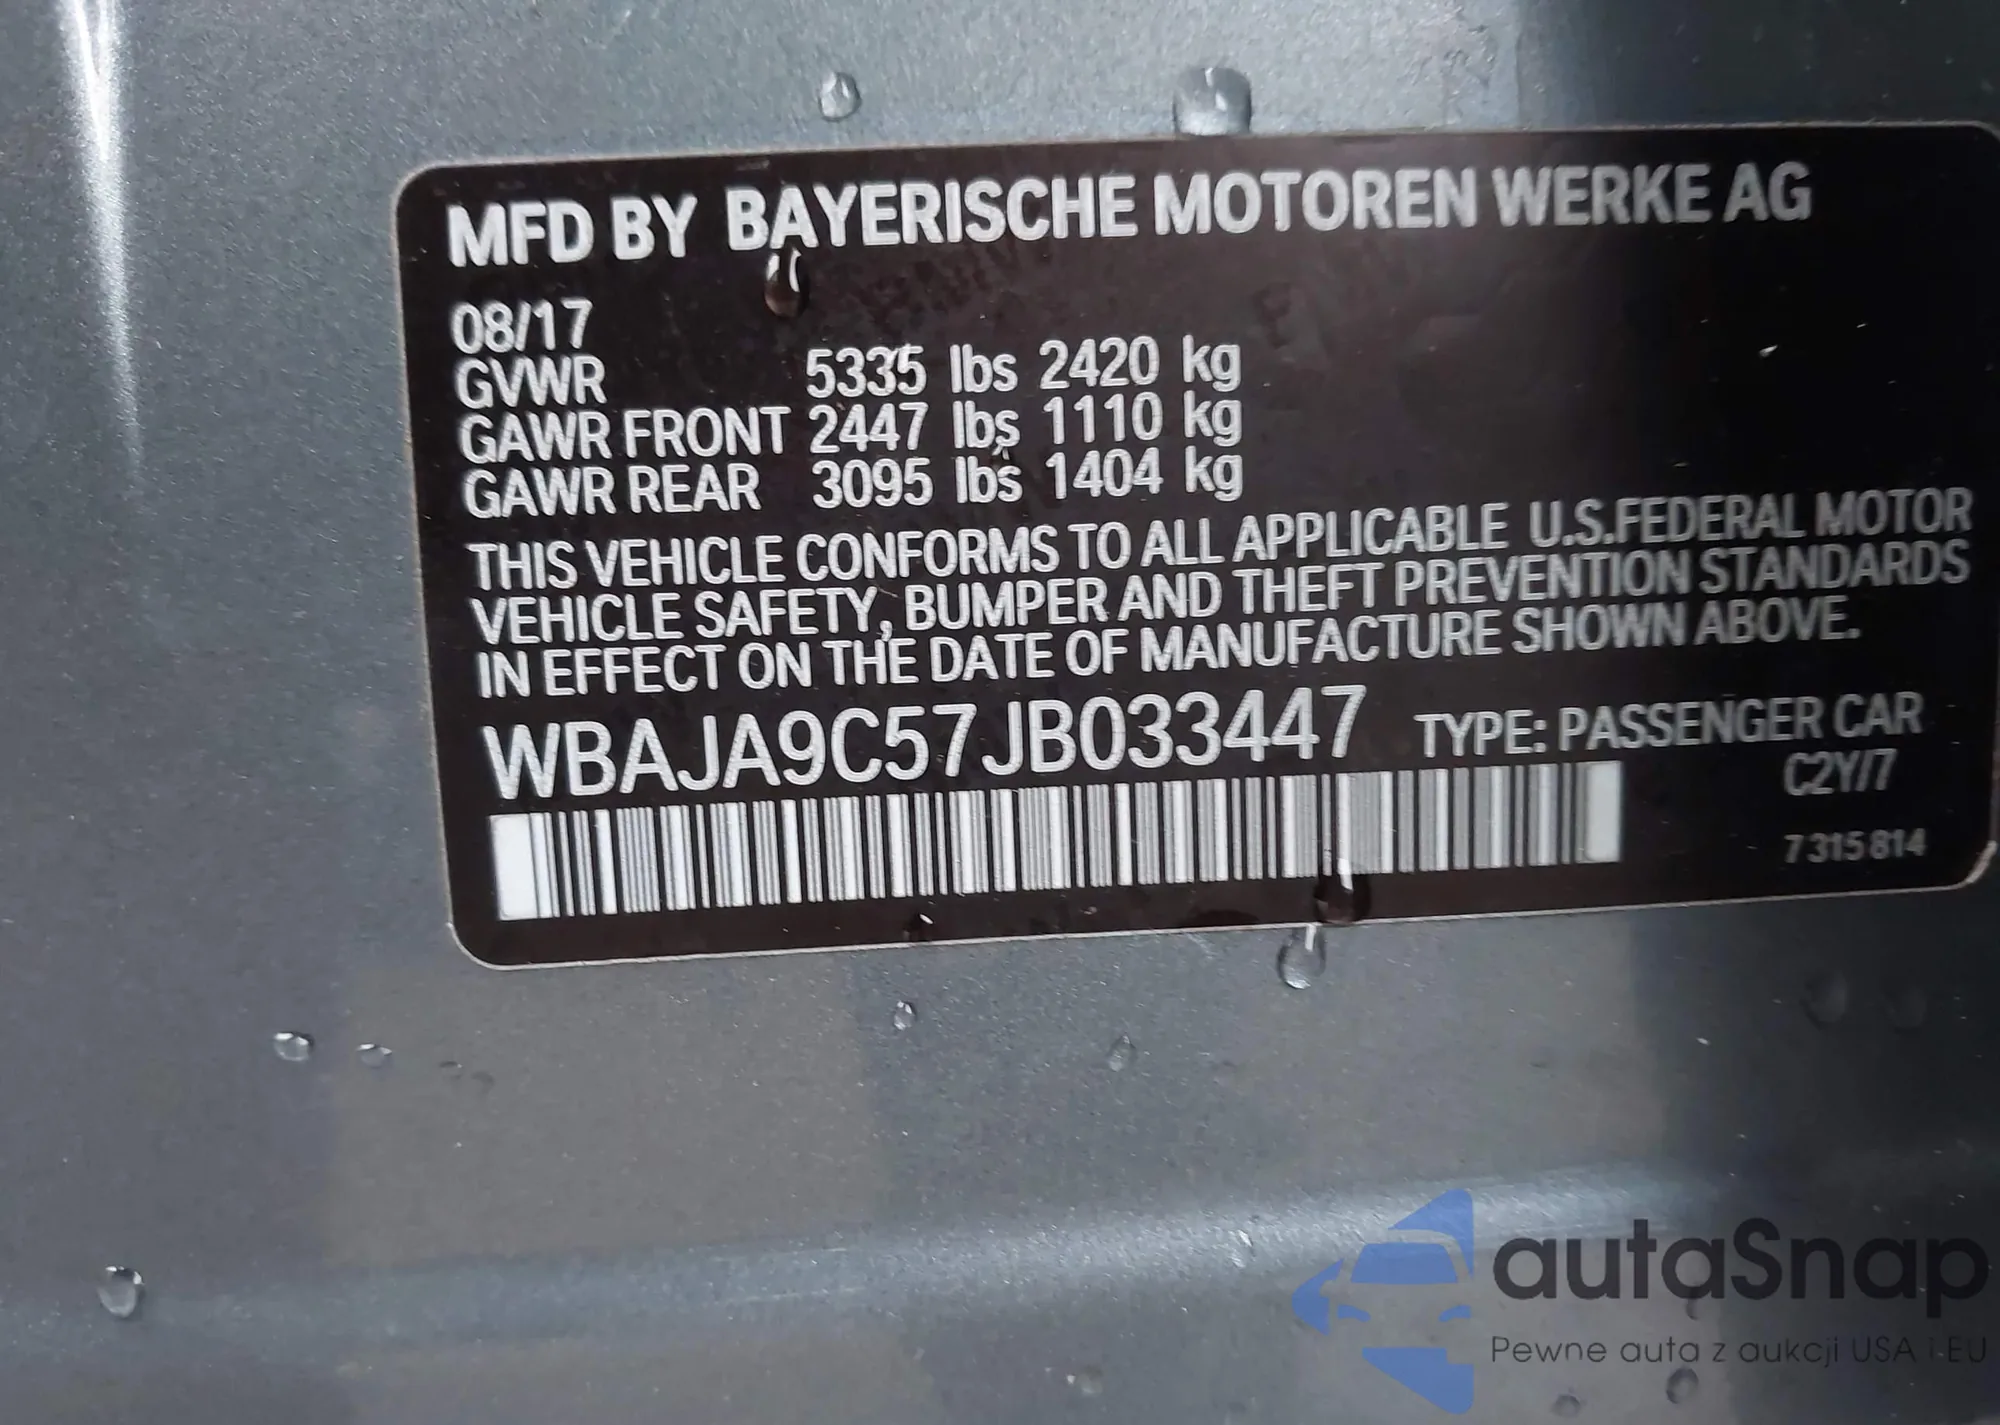 MFD BY BAYERISCHE MOTOREN WERKE AG
08/17
GVWR 5335 lbs 2420 kg
GAWR FRONT 2447 lbs 1110 kg
GAWR REAR 3095 lbs 1404 kg
THIS VEHICLE CONFORMS TO ALL APPLICABLE U.S.FEDERAL MOTOR
VEHICLE SAFETY, BUMPER AND THEFT PREVENTION STANDARDS
IN EFFECT ON THE DATE OF MANUFACTURE SHOWN ABOVE.
WBAJA9C57JB033447 TYPE: PASSENGER CAR
C2Y/7
7 315 814
autaSnap
Pewne auta z aukcji USA i EU